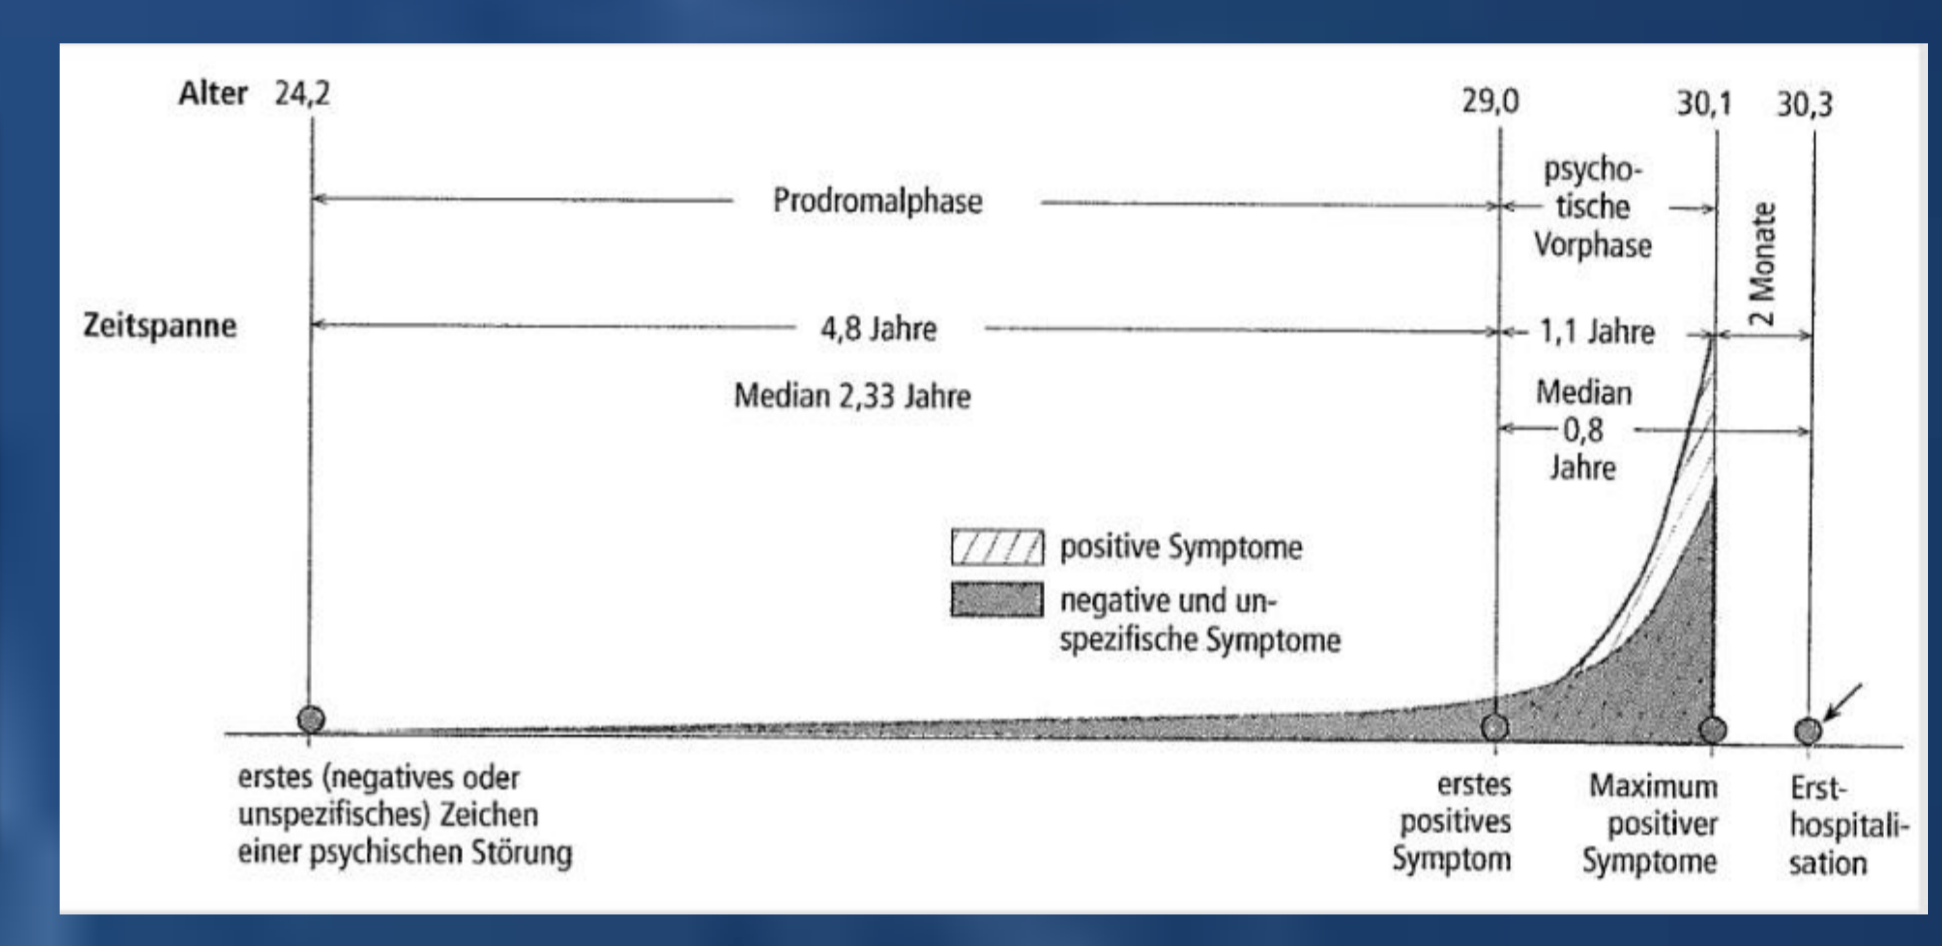 Alter 24,2 29,0 30,1 30,3
Prodromalphase
psycho-
tische
Vorphase
2 Monate
Zeitspanne 4,8 Jahre 1,1 Jahre
Median 2,33 Jahre
Median
0,8
Jahre
positive Symptome
negative und un-
spezifische Symptome
erstes (negatives oder
unspezifisches) Zeichen
einer psychischen Störung
erstes
positives
Symptom
Maximum
positiver
Symptome
Erst-
hospitali-
sation